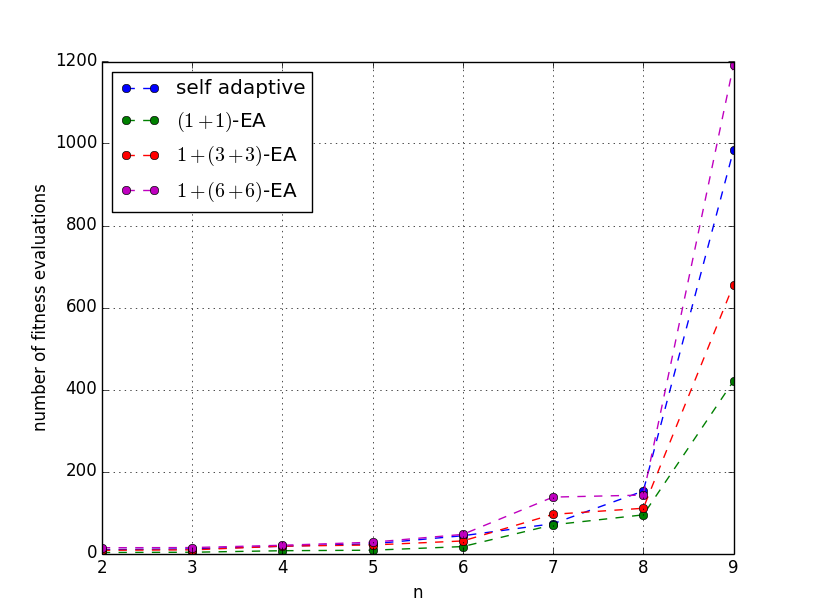 1200
1000
800
600
400
200
0
number of fitness evaluations
self adaptive
(1+1)-EA
1+(3+3)-EA
1+(6+6)-EA
2 3 4 5 6 7 8 9
n